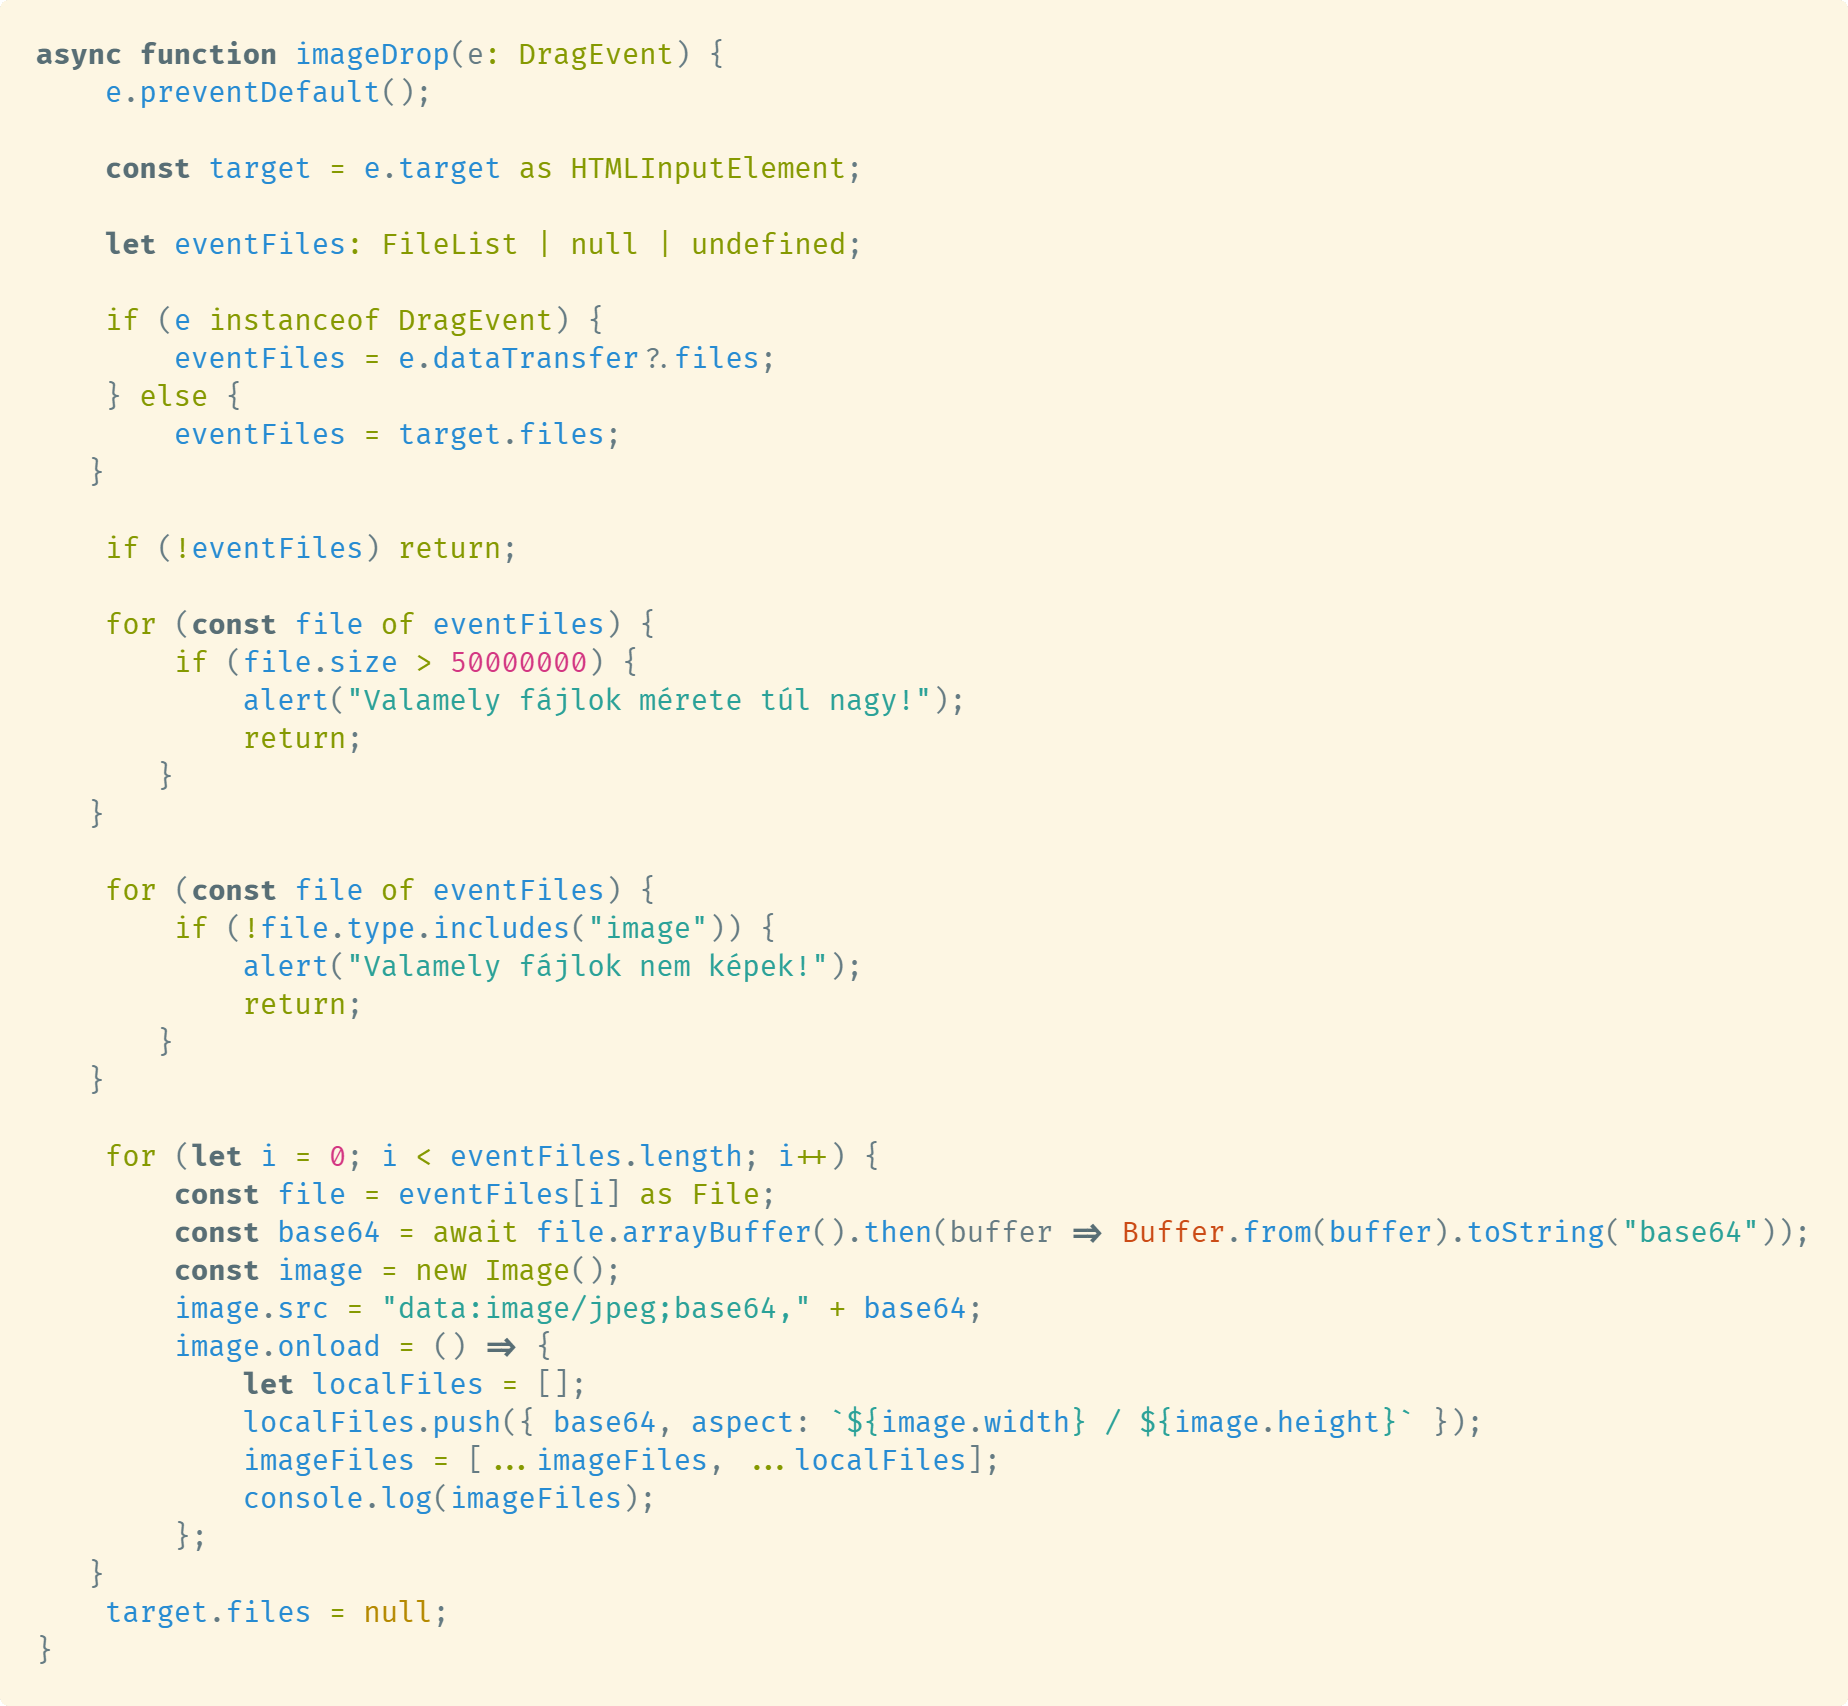 async function imageDrop(e: DragEvent) {
    e.preventDefault();

    const target = e.target as HTMLInputElement;

    let eventFiles: FileList | null | undefined;

    if (e instanceof DragEvent) {
        eventFiles = e.dataTransfer?.files;
    } else {
        eventFiles = target.files;
   }

    if (!eventFiles) return;

    for (const file of eventFiles) {
        if (file.size > 50000000) {
            alert("Valamely fájlok mérete túl nagy!");
            return;
       }
   }

    for (const file of eventFiles) {
        if (!file.type.includes("image")) {
            alert("Valamely fájlok nem képek!");
            return;
       }
   }

    for (let i = 0; i < eventFiles.length; i++) {
        const file = eventFiles[i] as File;
        const base64 = await file.arrayBuffer().then(buffer => Buffer.from(buffer).toString("base64"));
        const image = new Image();
        image.src = "data:image/jpeg;base64," + base64;
        image.onload = () => {
            let localFiles = [];
            localFiles.push({ base64, aspect: `${image.width} / ${image.height}` });
            imageFiles = [...imageFiles, ...localFiles];
            console.log(imageFiles);
        };
   }
    target.files = null;
}